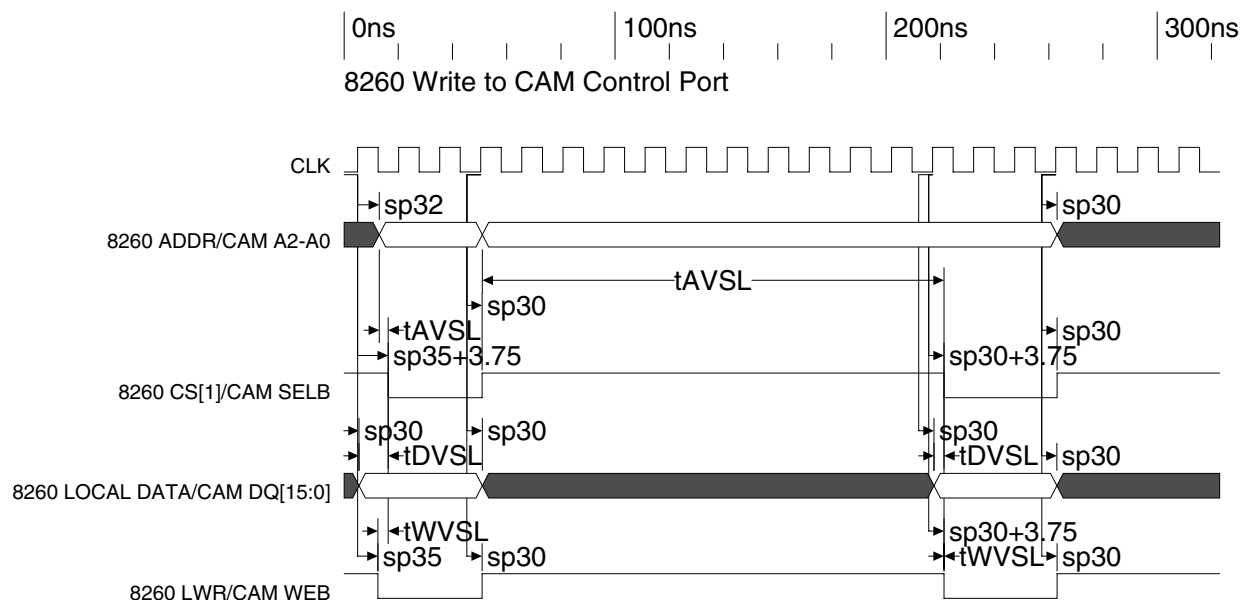 0ns 100ns 200ns 300ns
8260 Write to CAM Control Port
CLK
sp32 sp30
8260 ADDR/CAM A2-A0
tAVSL
sp30
tAVSL sp30
sp35+3.75 sp30+3.75
8260 CS[1]/CAM SELB
sp30 sp30 sp30
tDVSL tDVSL sp30
8260 LOCAL DATA/CAM DQ[15:0]
tWVSL sp30+3.75
sp35 sp30 tWVSL sp30
8260 LWR/CAM WEB